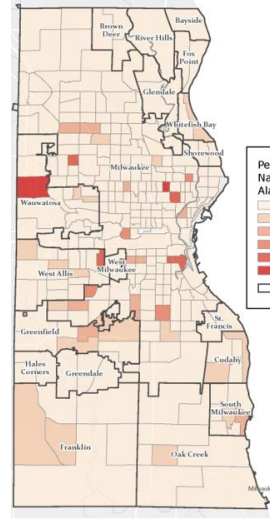 Brown
Deer
Bayside
River Hills
Fox
Point
Glendale
Whitefish Bay
Shorewood
Milwaukee
Wauwatosa
Pe
Na
Ala
West
Milwaukee
West Allis
Greenfield
St.
Francis
Cudahy
Hales
Corners
Greendale
South
Milwaukee
Franklin
Oak Creek